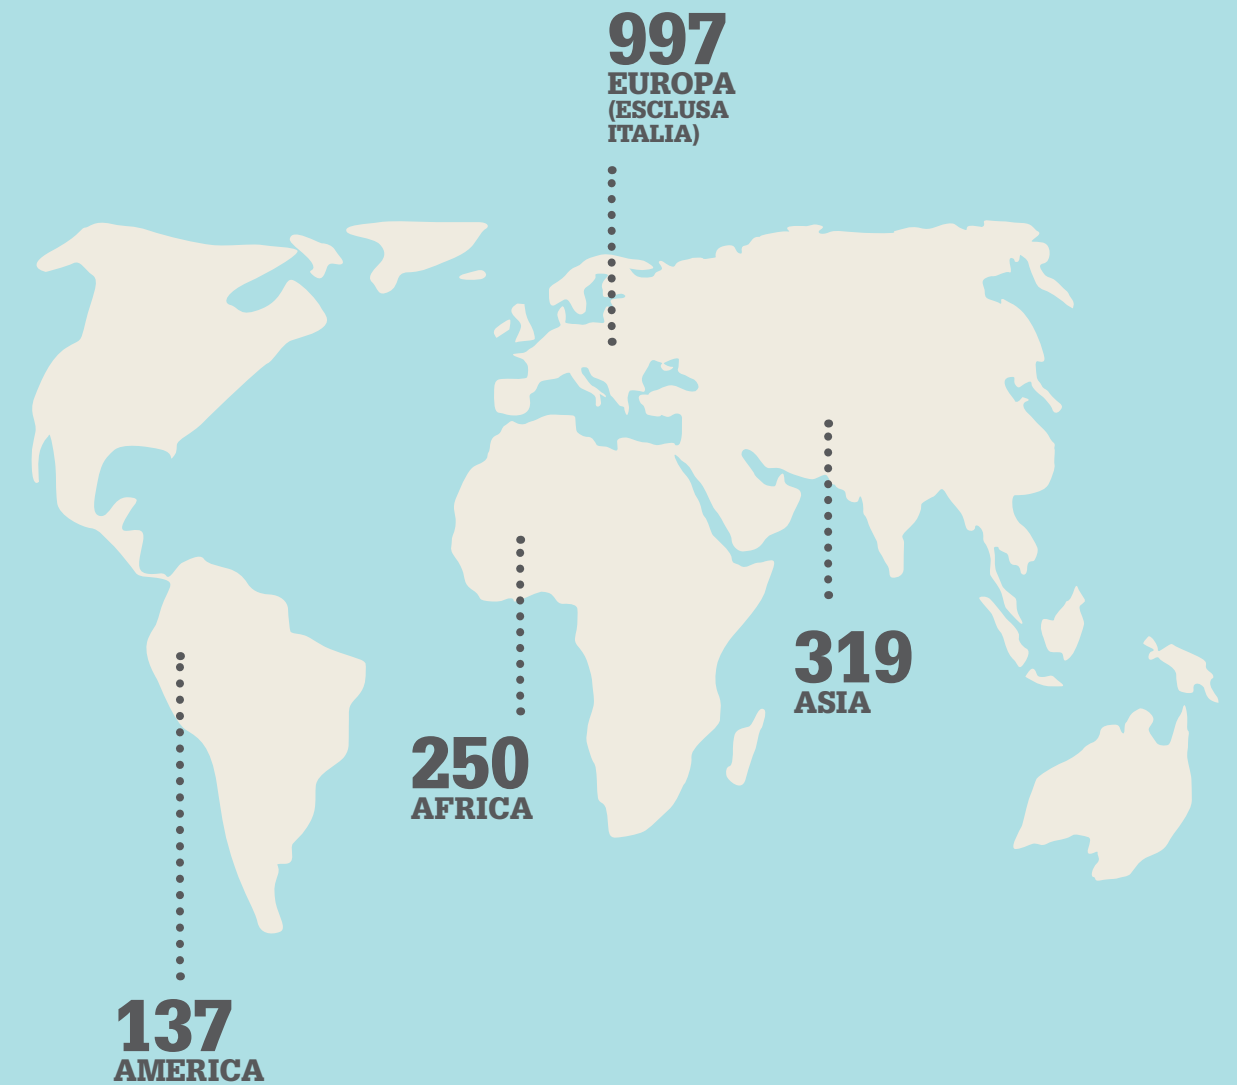 997
EUROPA
(ESCLUSA
ITALIA)
319
ASIA
250
AFRICA
137
AMERICA